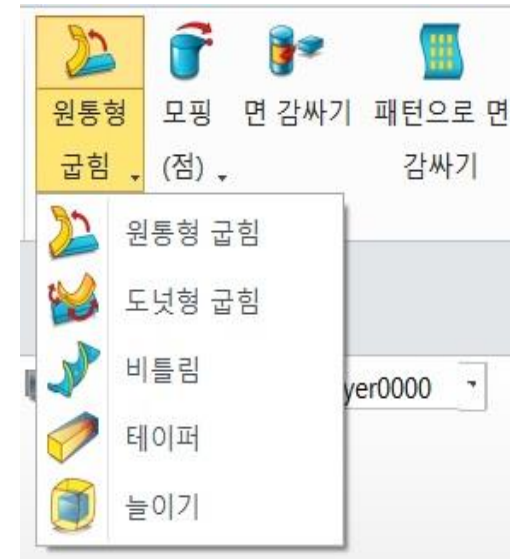 원통형
굽힘
모핑
(점)
면 감싸기
패턴으로 면
감싸기
원통형 굽힘
도넛형 굽힘
비틀림
yer0000
테이퍼
늘이기